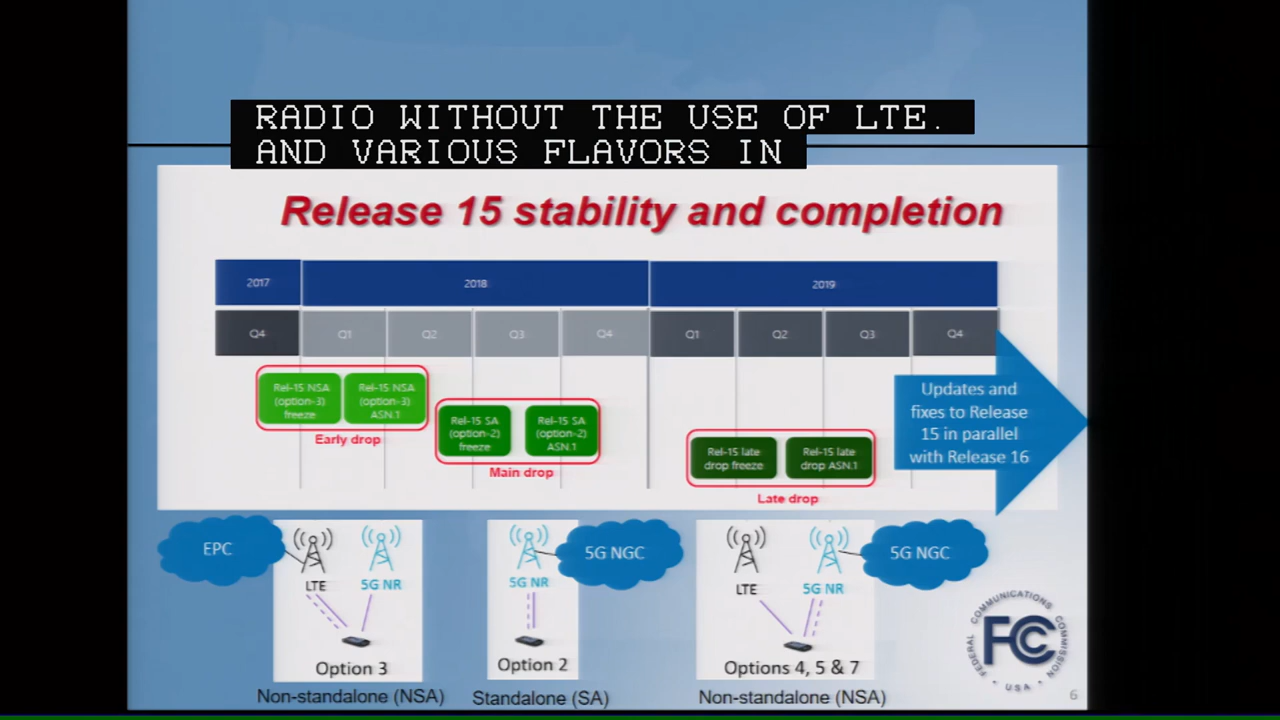 RADIO WITHOUT THE USE OF LTE.
AND VARIOUS FLAVORS IN
Release 15 stability and completion
2017
2018
2019
Q4
Q1
Q2
Q3
Q4
Q1
Q2
Q3
Q4
Rel-15 NSA
(option-3)
freeze
Rel-15 NSA
(option-3)
ASN.1
Early drop
Rel-15 SA
(option-2)
freeze
Rel-15 SA
(option-2)
ASN.1
Main drop
Rel-15 late
drop freeze
Rel-15 late
drop ASN.1
Late drop
Updates and
fixes to Release
15 in parallel
with Release 16
EPC
LTE
5G NR
Option 3
Non-standalone (NSA)
5G NR
5G NGC
Option 2
Standalone (SA)
LTE
5G NR
5G NGC
Options 4, 5 & 7
Non-standalone (NSA)
FEDERAL COMMUNICATIONS COMMISSION
FCC
• USA •
6